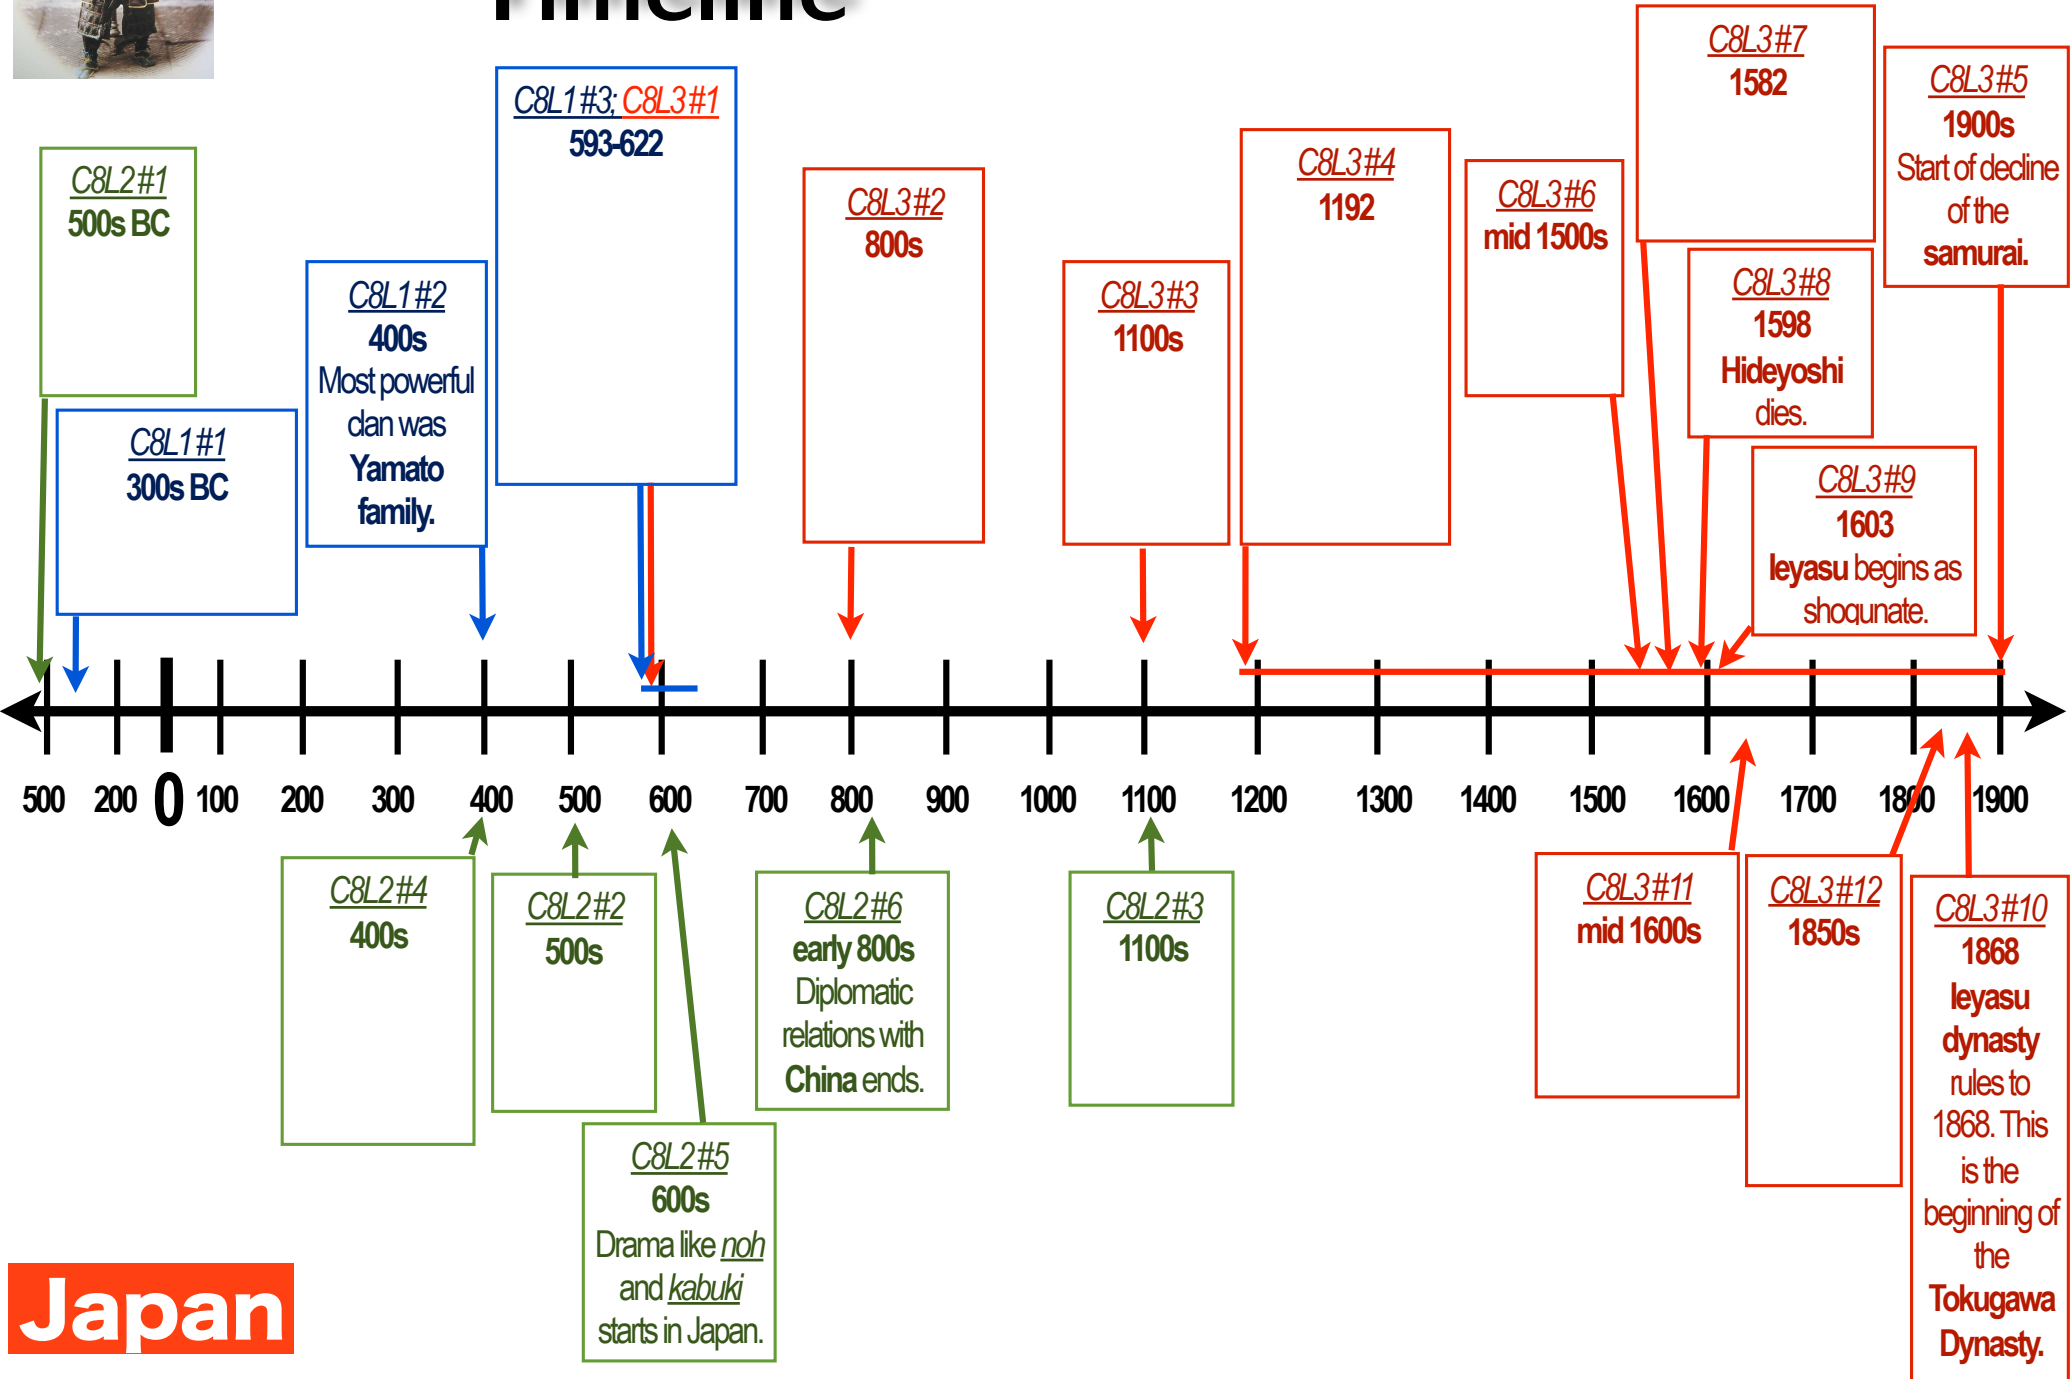 Timeline
C8L3#7
1582
C8L3#5
1900s
Start of decline
of the
samurai.
C8L1#3; C8L3#1
593-622
C8L3#4
1192
C8L2#1
500s BC
C8L3#2
800s
C8L3#6
mid 1500s
C8L1#2
400s
Most powerful
clan was
Yamato
family.
C8L3#3
1100s
C8L3#8
1598
Hideyoshi
dies.
C8L1#1
300s BC
C8L3#9
1603
Ieyasu begins as
shogunate.
500 200 0 100 200 300 400 500 600 700 800 900 1000 1100 1200 1300 1400 1500 1600 1700 1800 1900
C8L2#4
400s
C8L2#2
500s
C8L2#6
early 800s
Diplomatic
relations with
China ends.
C8L2#3
1100s
C8L3#11
mid 1600s
C8L3#12
1850s
C8L3#10
1868
Ieyasu
dynasty
rules to
1868. This
is the
beginning of
the
Tokugawa
Dynasty.
C8L2#5
600s
Drama like noh
and kabuki
starts in Japan.
Japan